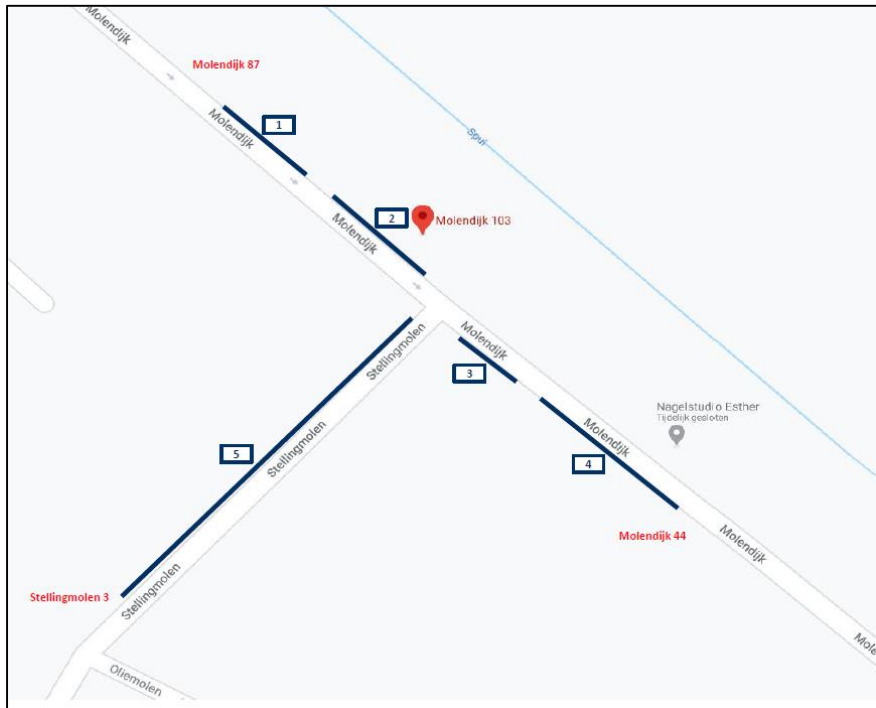 Molendijk
Molendijk 87
Molendijk
1
Spui
Molendijk
2
Molendijk 103
Stellingmolen
Molendijk
3
Nagelstudio Esther
Tijdelijk gesloten
Molendijk
5
Stellingmolen
4
Molendijk 44
Molendijk
Stellingmolen 3
Stellingmolen
Oliemolen